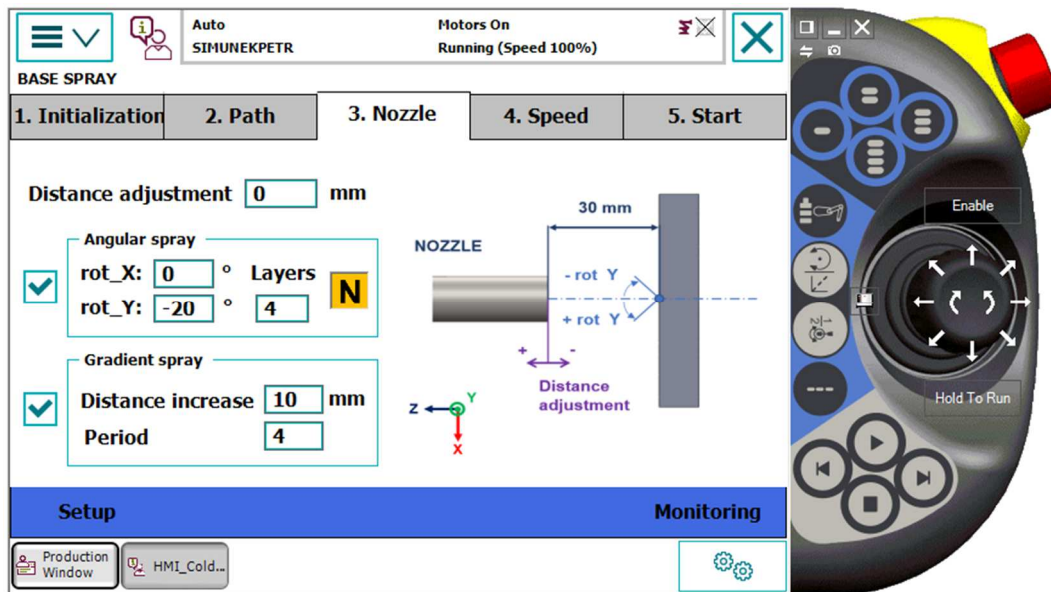 Auto
SIMUNEKPETR
Motors On
Running (Speed 100%)
BASE SPRAY
1. Initialization
2. Path
3. Nozzle
4. Speed
5. Start
Distance adjustment 0 mm
Angular spray
rot_X: 0 ° Layers
rot_Y: -20 ° 4
N
Gradient spray
Distance increase 10 mm
Period 4
30 mm
NOZZLE
- rot Y
+ rot Y
+ -
Distance
adjustment
Z
Y
X
Setup
Monitoring
Production
Window
HMI_Cold...
Enable
Hold To Run